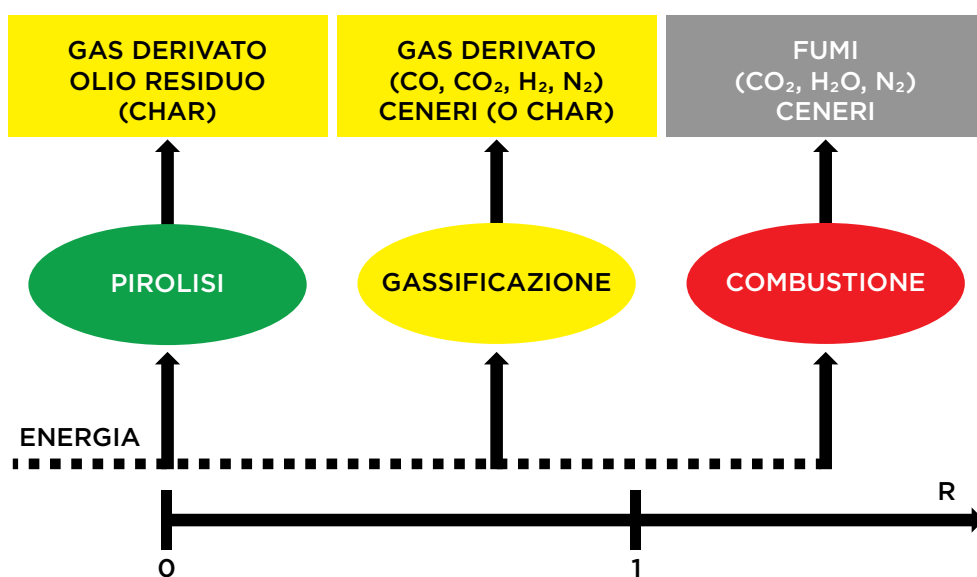 GAS DERIVATO
OLIO RESIDUO
(CHAR)
GAS DERIVATO
(CO, CO₂, H₂, N₂)
CENERI (O CHAR)
FUMI
(CO₂, H₂O, N₂)
CENERI
PIROLISI
GASSIFICAZIONE
COMBUSTIONE
ENERGIA
R
0
1